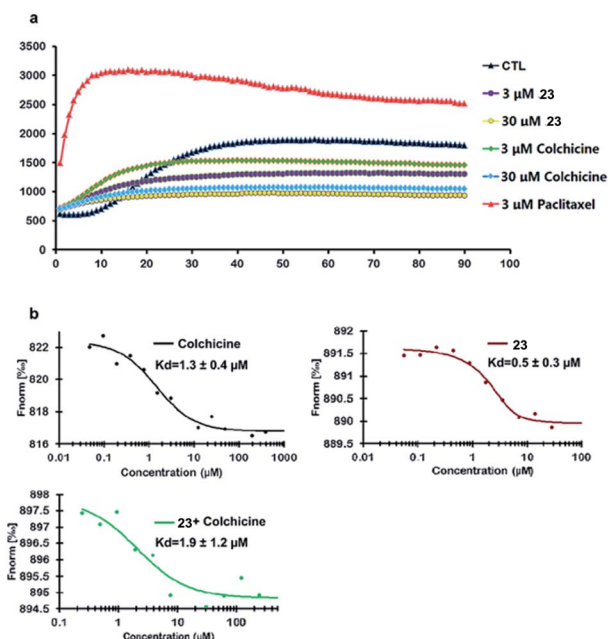 a
3500
3000
2500
2000
1500
1000
500
0
0 10 20 30 40 50 60 70 80 90 100
CTL
3 µM 23
30 µM 23
3 µM Colchicine
30 µM Colchicine
3 µM Paclitaxel
b
822
820
818
816
Fnorm [‰]
0.01 0.1 1 10 100 1000
Concentration (µM)
Colchicine
Kd=1.3 ± 0.4 µM
892
891.5
891
890.5
890
889.5
Fnorm [‰]
0.01 0.1 1 10 100
Concentration (µM)
23
Kd=0.5 ± 0.3 µM
898
897.5
897
896.5
896
895.5
895
894.5
Fnorm [‰]
0.1 1 10 100
Concentration (µM)
23+ Colchicine
Kd=1.9 ± 1.2 µM